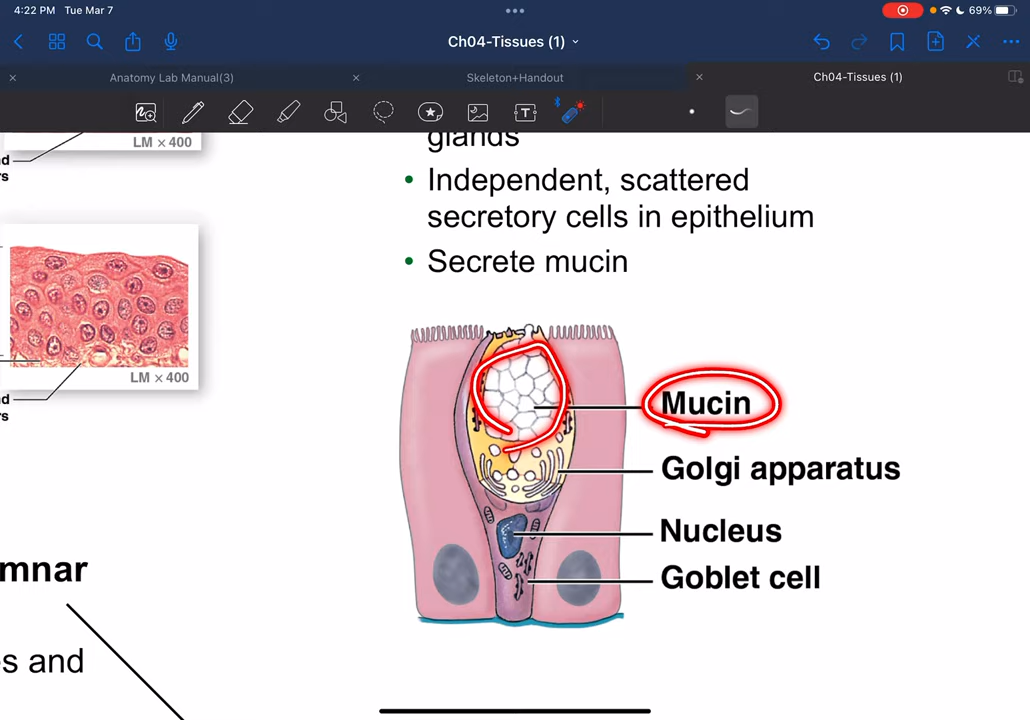 4:22 PM Tue Mar 7
69%
Ch04-Tissues (1)
Anatomy Lab Manual(3)
Skeleton+Handout
Ch04-Tissues (1)
T
LM × 400
d
rs
glands
• Independent, scattered
secretory cells in epithelium
• Secrete mucin
LM × 400
d
rs
Mucin
Golgi apparatus
Nucleus
Goblet cell
mnar
s and